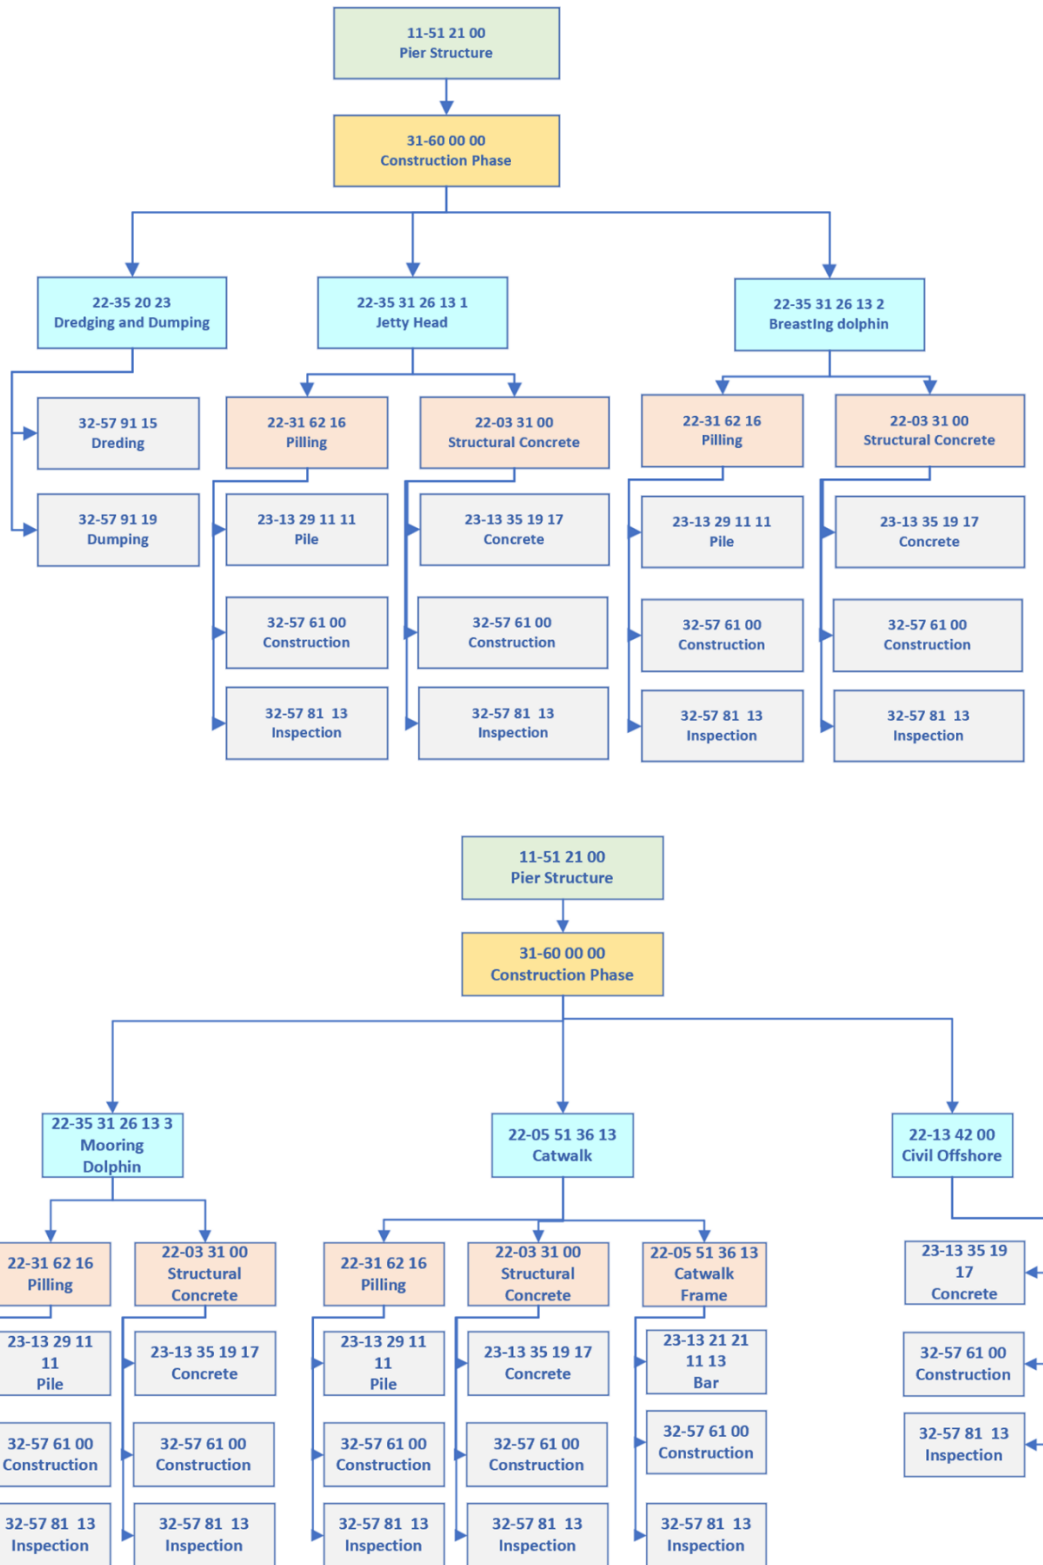 11-51 21 00
Pier Structure
31-60 00 00
Construction Phase
22-35 20 23
Dredging and Dumping
22-35 31 26 13 1
Jetty Head
22-35 31 26 13 2
Breasting dolphin
32-57 91 15
Dreding
32-57 91 19
Dumping
22-31 62 16
Pilling
22-03 31 00
Structural Concrete
22-31 62 16
Pilling
22-03 31 00
Structural Concrete
23-13 29 11 11
Pile
23-13 35 19 17
Concrete
23-13 29 11 11
Pile
23-13 35 19 17
Concrete
32-57 61 00
Construction
32-57 61 00
Construction
32-57 61 00
Construction
32-57 61 00
Construction
32-57 81  13
Inspection
32-57 81  13
Inspection
32-57 81  13
Inspection
32-57 81  13
Inspection
11-51 21 00
Pier Structure
31-60 00 00
Construction Phase
22-35 31 26 13 3
Mooring
Dolphin
22-05 51 36 13
Catwalk
22-13 42 00
Civil Offshore
22-31 62 16
Pilling
22-03 31 00
Structural
Concrete
22-31 62 16
Pilling
22-03 31 00
Structural
Concrete
22-05 51 36 13
Catwalk
Frame
23-13 35 19
17
Concrete
23-13 29 11
11
Pile
23-13 35 19 17
Concrete
23-13 29 11
11
Pile
23-13 35 19 17
Concrete
23-13 21 21
11 13
Bar
32-57 61 00
Construction
32-57 61 00
Construction
32-57 61 00
Construction
32-57 61 00
Construction
32-57 61 00
Construction
32-57 61 00
Construction
32-57 81  13
Inspection
32-57 81  13
Inspection
32-57 81  13
Inspection
32-57 81  13
Inspection
32-57 81  13
Inspection
32-57 81  13
Inspection